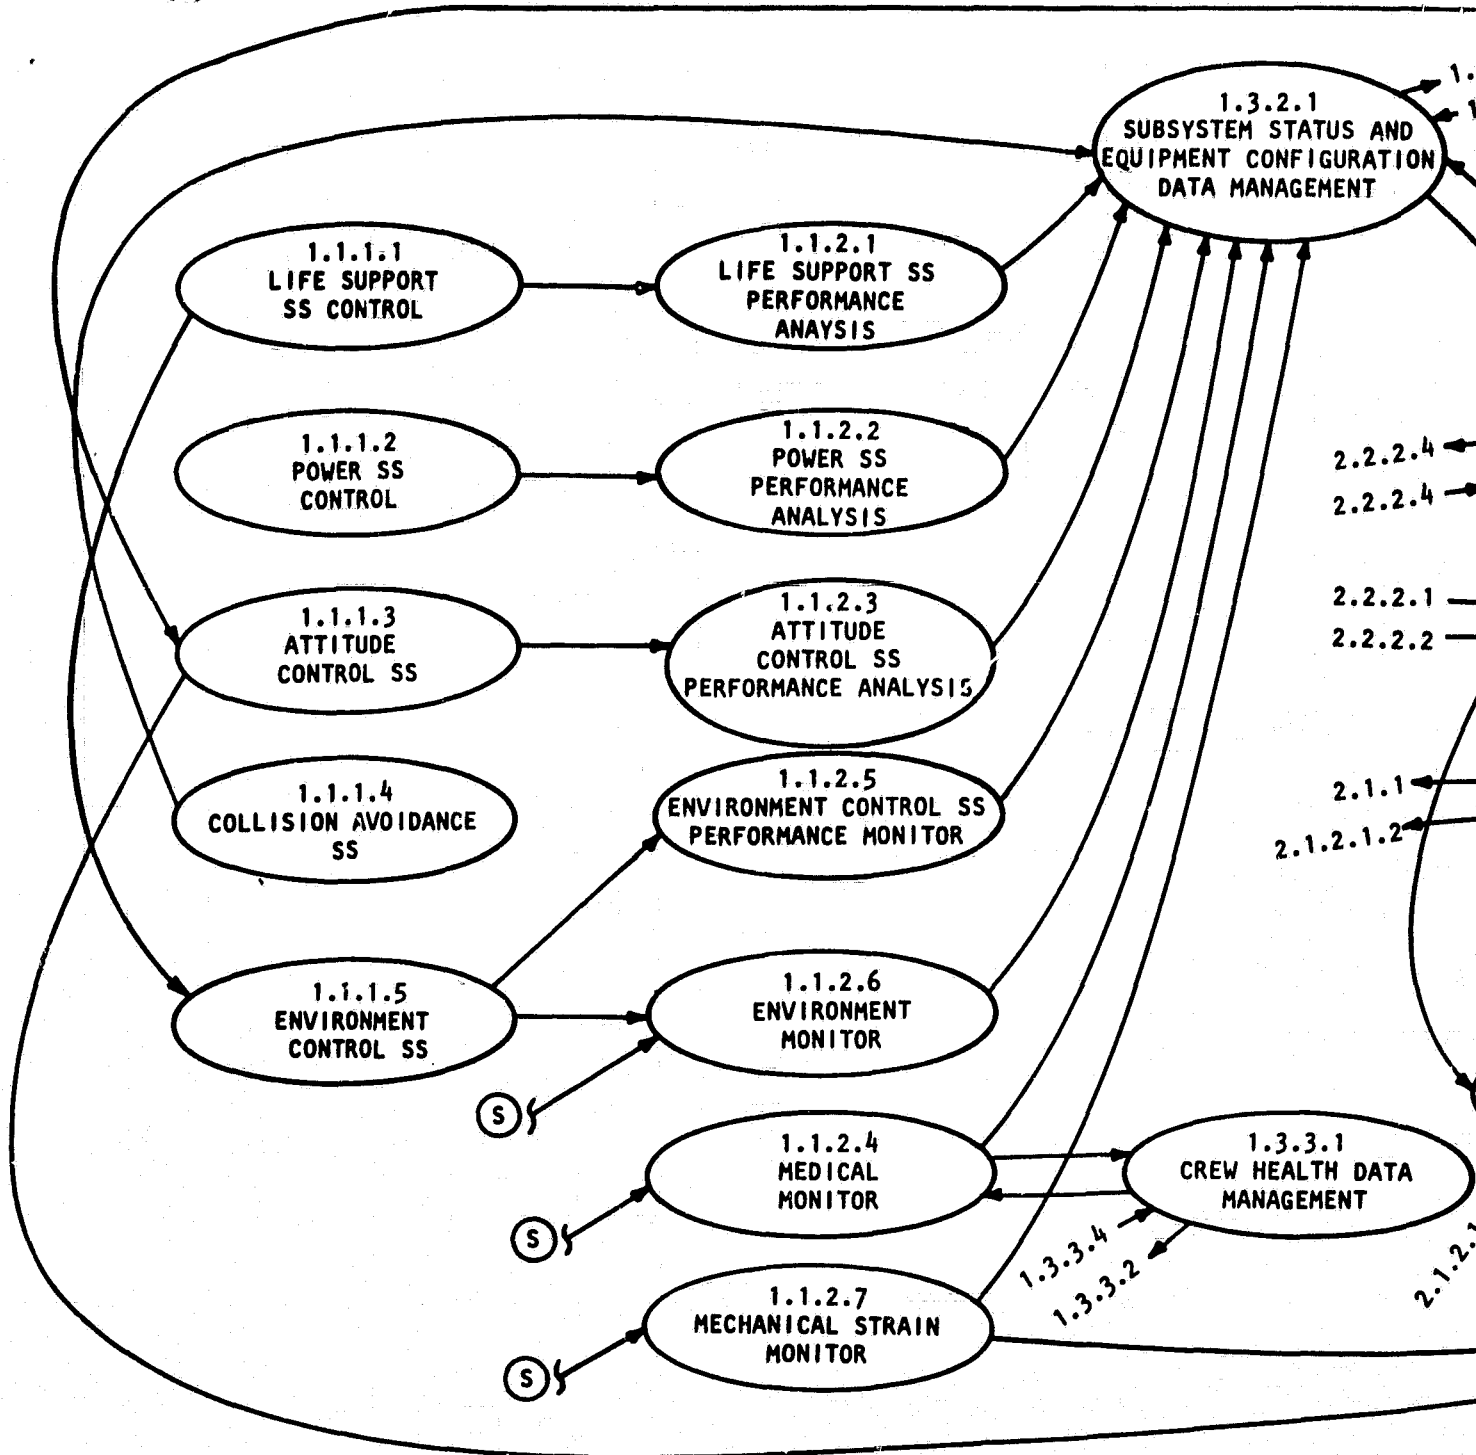 1.
1
1.3.2.1
SUBSYSTEM STATUS AND
EQUIPMENT CONFIGURATION
DATA MANAGEMENT
1.1.1.1
LIFE SUPPORT
SS CONTROL
1.1.2.1
LIFE SUPPORT SS
PERFORMANCE
ANAYSIS
1.1.1.2
POWER SS
CONTROL
1.1.2.2
POWER SS
PERFORMANCE
ANALYSIS
2.2.2.4
2.2.2.4
1.1.1.3
ATTITUDE
CONTROL SS
1.1.2.3
ATTITUDE
CONTROL SS
PERFORMANCE ANALYSIS
2.2.2.1
2.2.2.2
1.1.1.4
COLLISION AVOIDANCE
SS
1.1.2.5
ENVIRONMENT CONTROL SS
PERFORMANCE MONITOR
2.1.1
2.1.2.1.2
1.1.1.5
ENVIRONMENT
CONTROL SS
1.1.2.6
ENVIRONMENT
MONITOR
S
1.1.2.4
MEDICAL
MONITOR
1.3.3.1
CREW HEALTH DATA
MANAGEMENT
S
1.3.3.4
1.3.3.2
2.1.2.1
1.1.2.7
MECHANICAL STRAIN
MONITOR
S